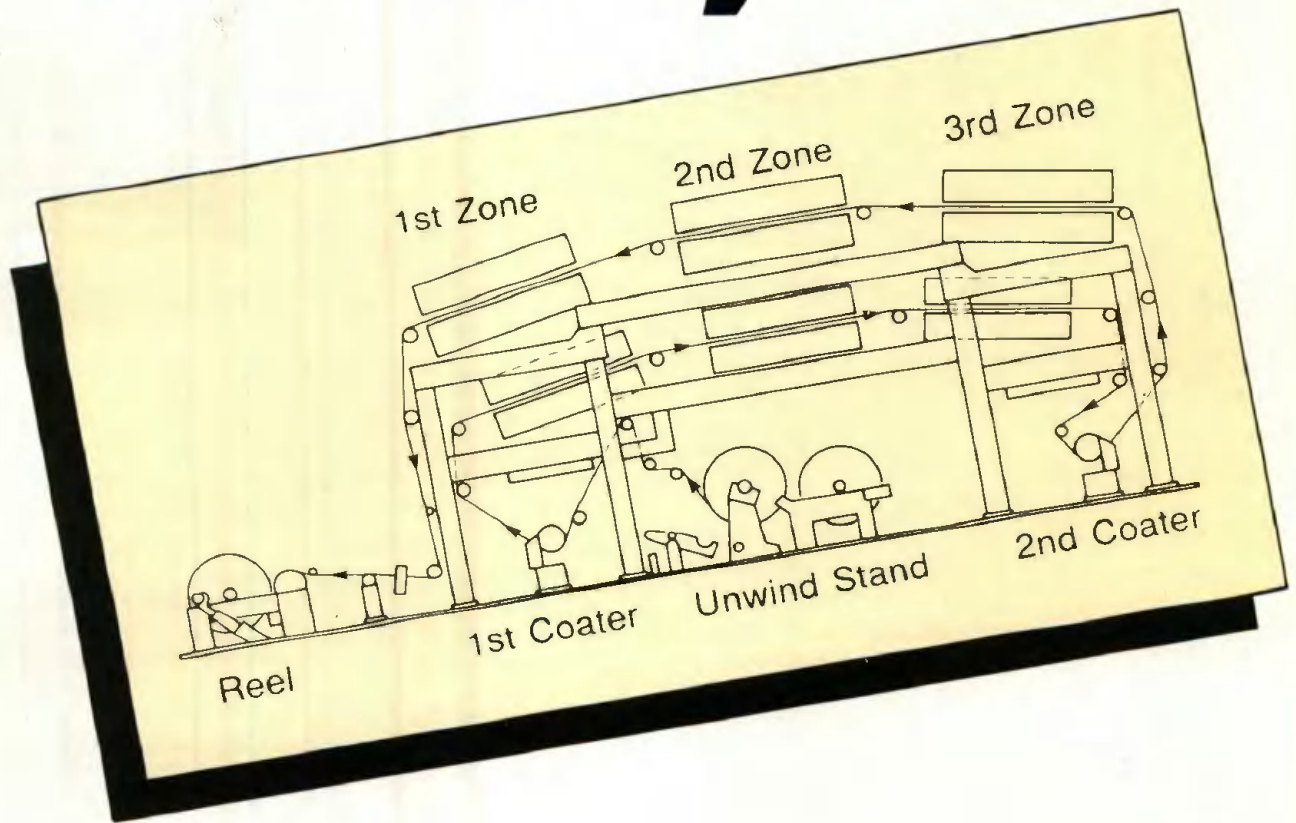 1st Zone
2nd Zone
3rd Zone
Reel
1st Coater
Unwind Stand
2nd Coater